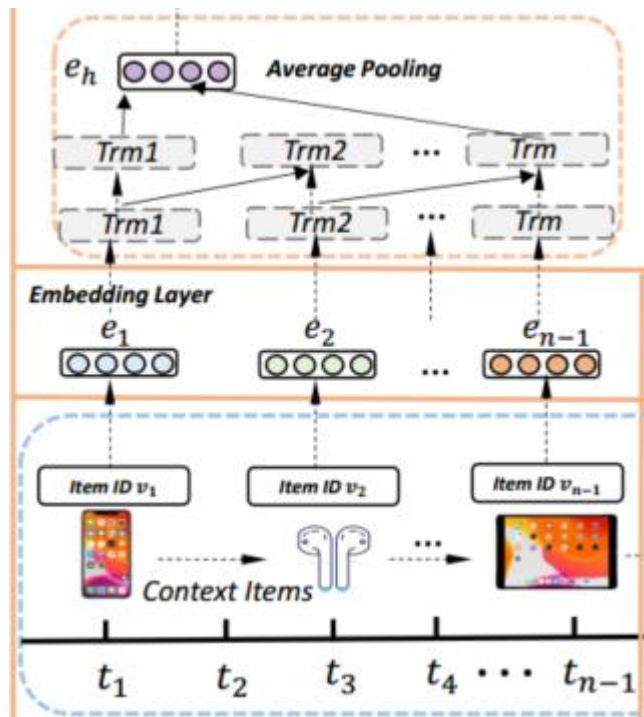 e_h Average Pooling
Trm1 Trm2 ... Trm
Trm1 Trm2 ... Trm
Embedding Layer
e_1 e_2 e_{n-1}
...
Item ID v_1 Item ID v_2 Item ID v_{n-1}
...
Context Items
t_1 t_2 t_3 t_4 ... t_{n-1}